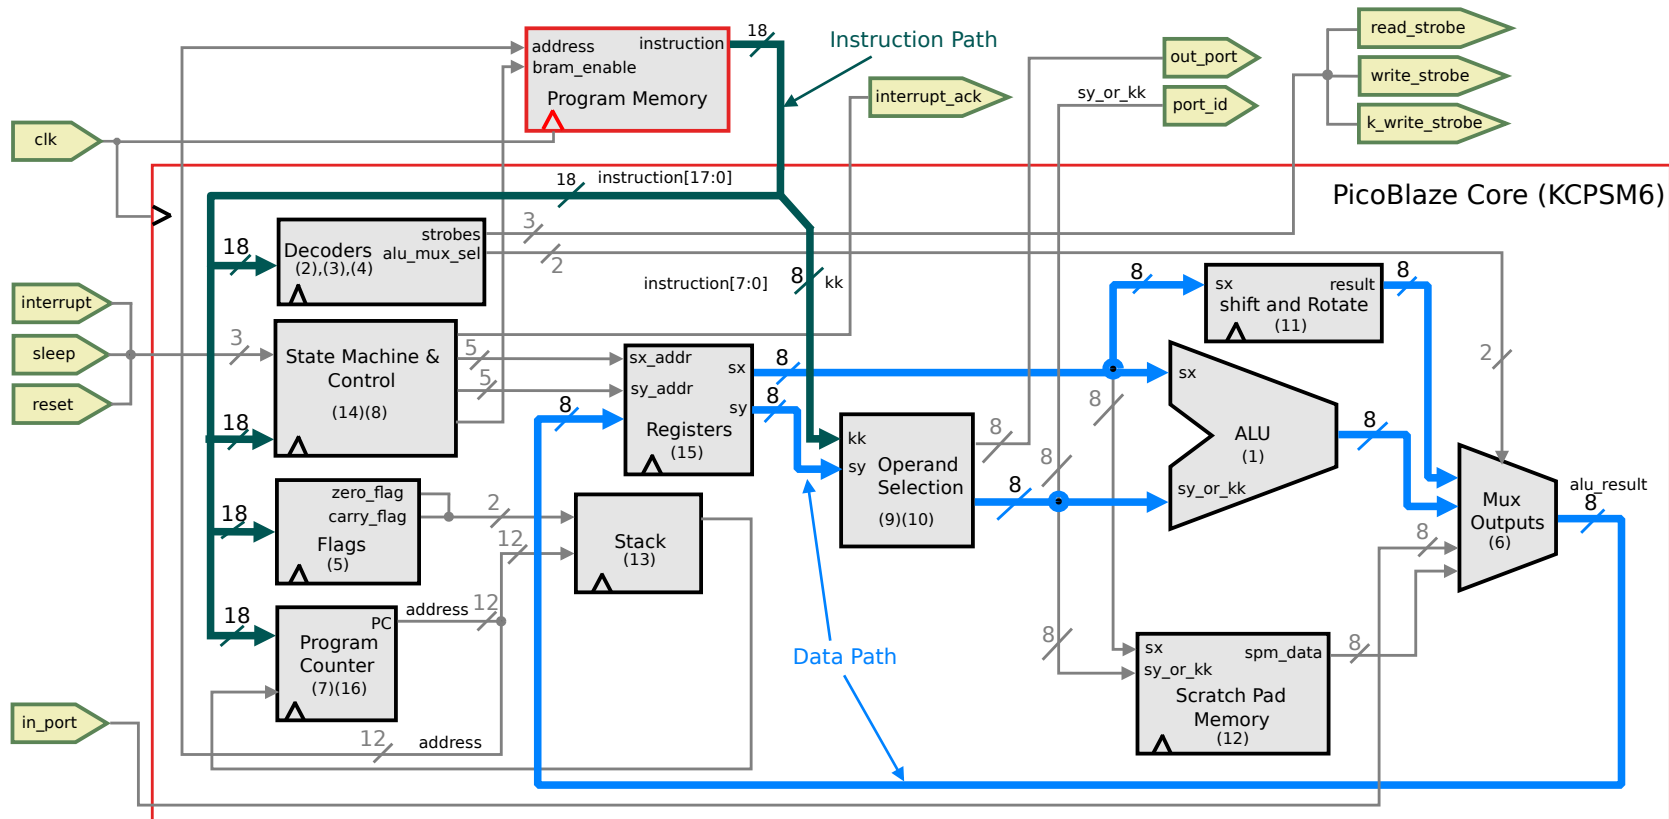 18
Instruction Path
read_strobe
address
instruction
bram_enable
out_port
write_strobe
Program Memory
interrupt_ack
sy_or_kk
port_id
k_write_strobe
clk
18
instruction[17:0]
PicoBlaze Core (KCPSM6)
3
strobes
18
Decoders
alu_mux_sel
(2),(3),(4)
2
instruction[7:0]
8
kk
8
sx
result
8
shift and Rotate
(11)
interrupt
sleep
reset
3
State Machine &
Control
(14)(8)
18
5
5
sx_addr
sx
sy_addr
sy
Registers
(15)
8
8
8
8
2
sx
ALU
(1)
sy_or_kk
8
kk
sy
Operand
Selection
(9)(10)
8
8
8
Mux
Outputs
(6)
alu_result
8
8
18
zero_flag
carry_flag
Flags
(5)
2
12
Stack
(13)
18
PC
address
12
Program
Counter
(7)(16)
Data Path
8
sx
spm_data
sy_or_kk
Scratch Pad
Memory
(12)
8
in_port
12
address